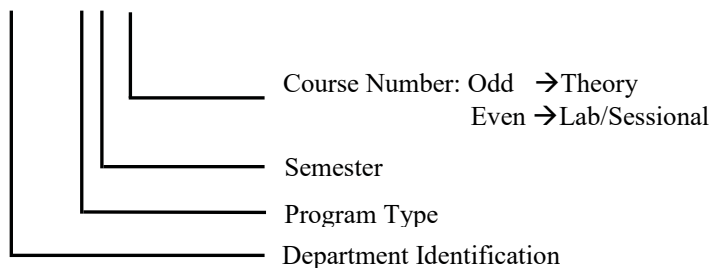 Course Number: Odd →Theory
Even →Lab/Sessional
Semester
Program Type
Department Identification